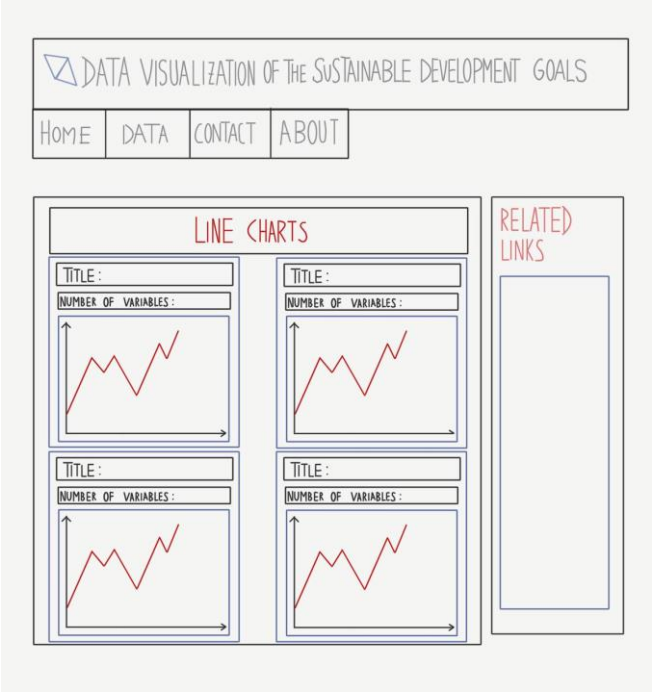 DATA VISUALIZATION OF THE SUSTAINABLE DEVELOPMENT GOALS
HOME DATA CONTACT ABOUT
LINE CHARTS
TITLE:
NUMBER OF VARIABLES:
TITLE:
NUMBER OF VARIABLES:
TITLE:
NUMBER OF VARIABLES:
TITLE:
NUMBER OF VARIABLES:
RELATED
LINKS